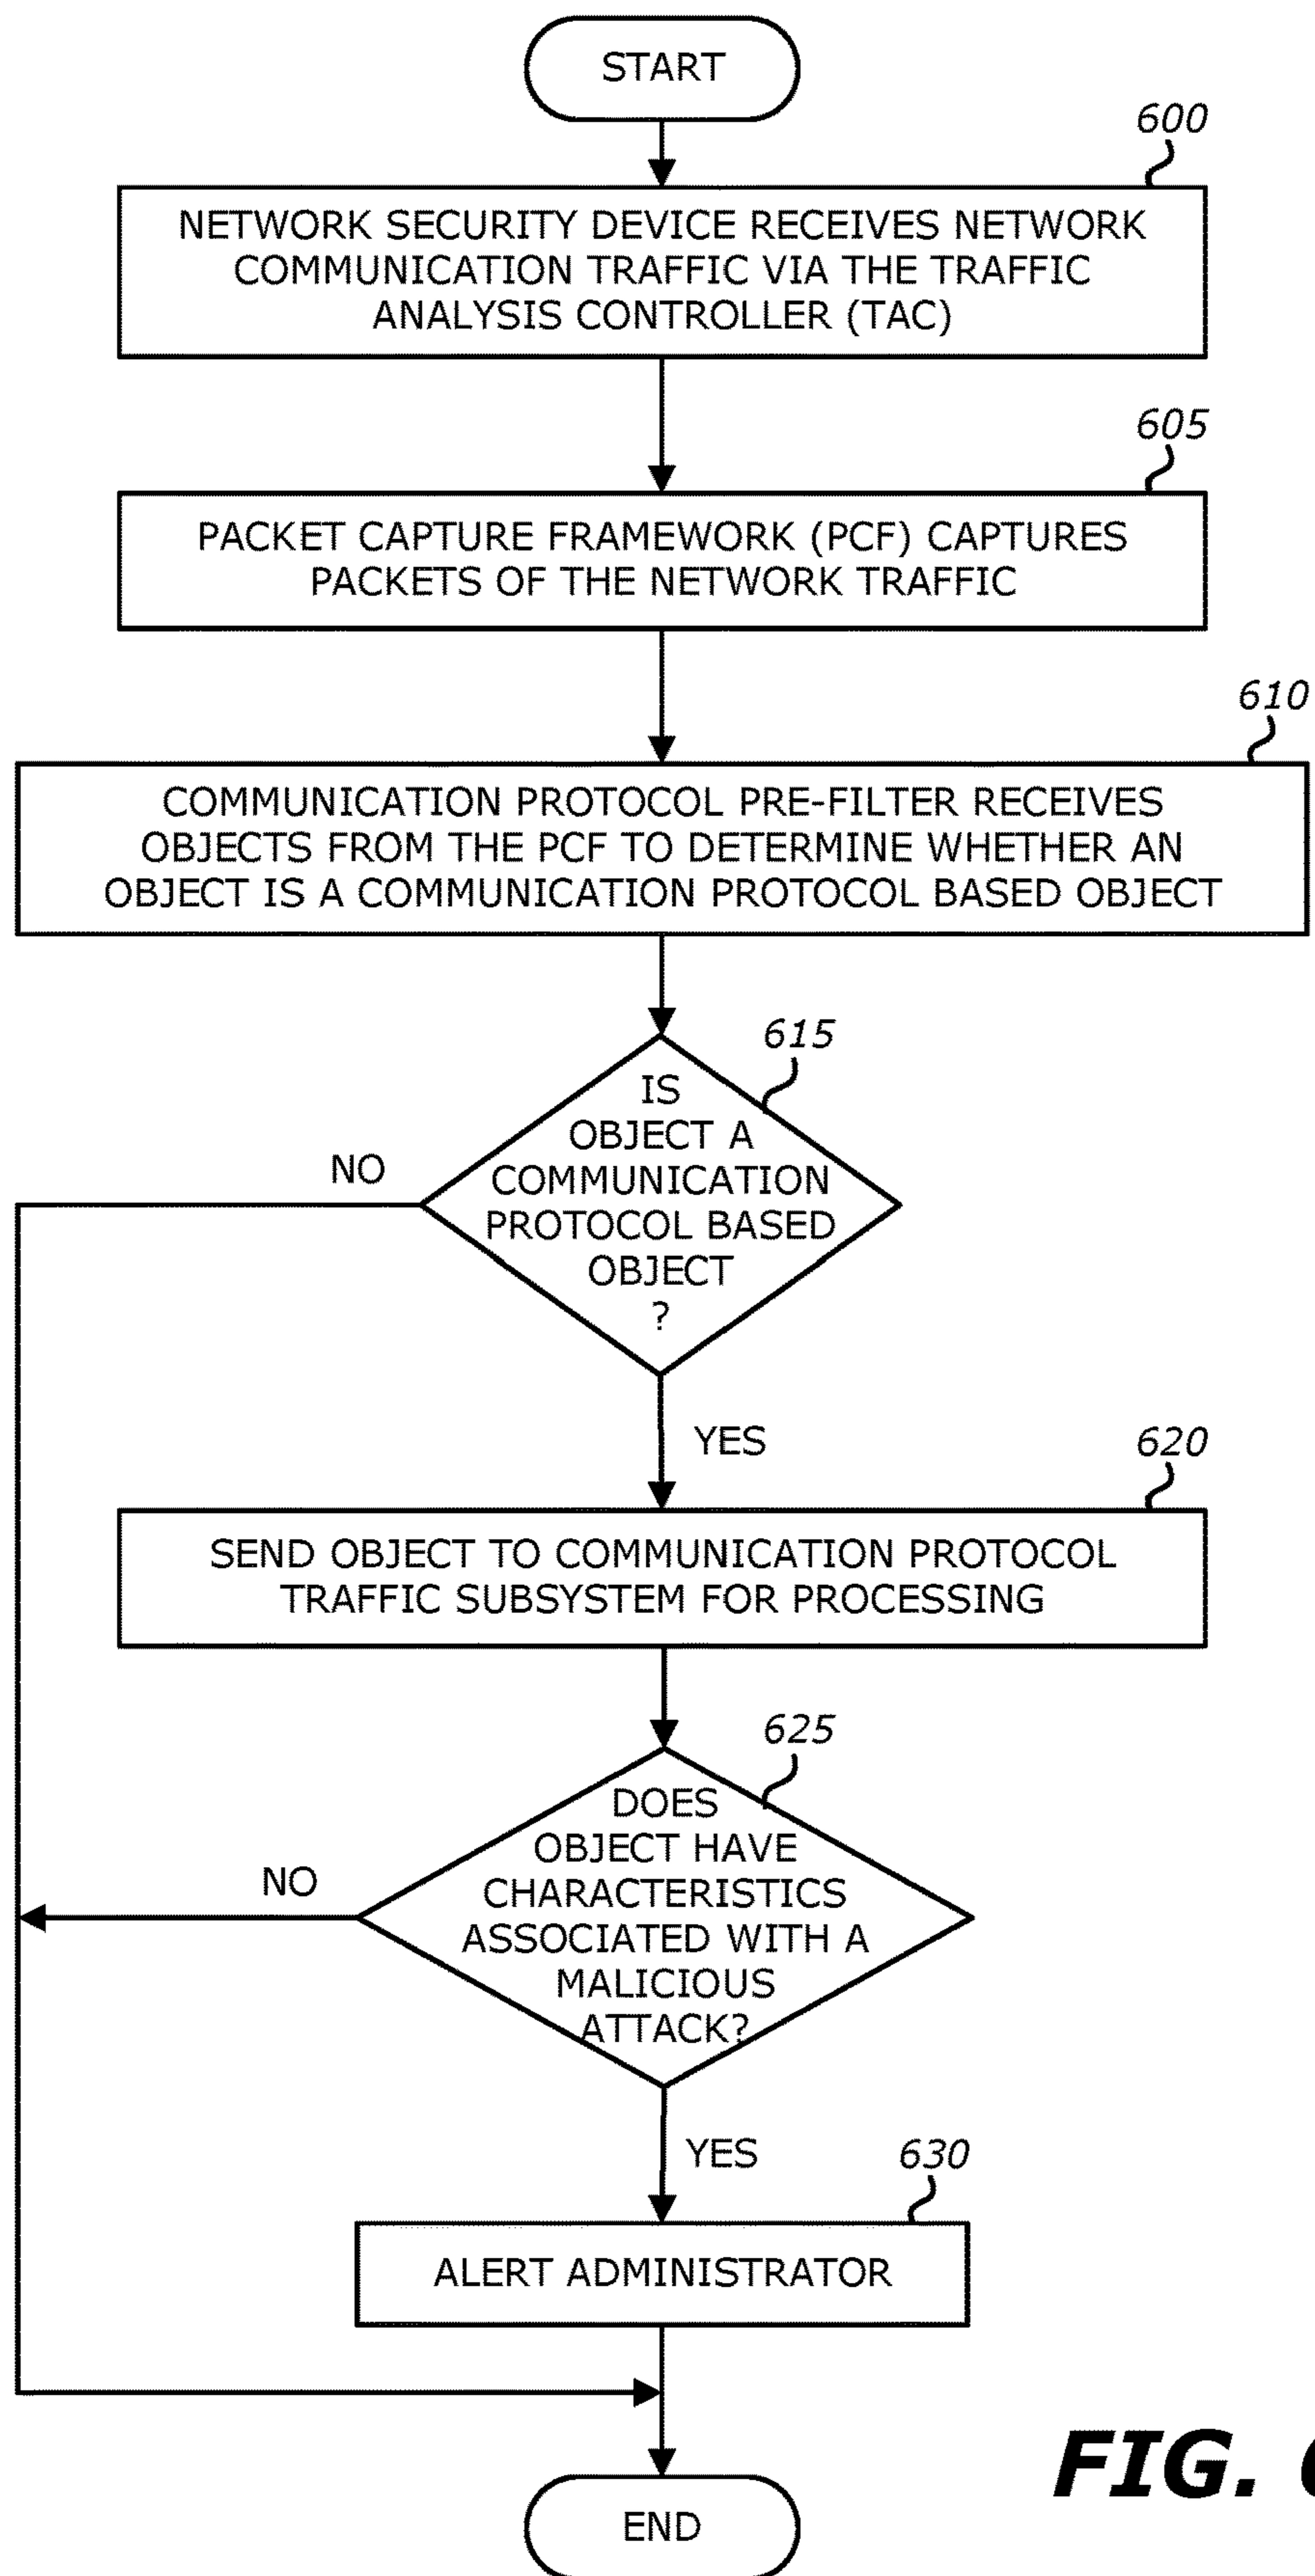 START
600
NETWORK SECURITY DEVICE RECEIVES NETWORK
COMMUNICATION TRAFFIC VIA THE TRAFFIC
ANALYSIS CONTROLLER (TAC)
605
PACKET CAPTURE FRAMEWORK (PCF) CAPTURES
PACKETS OF THE NETWORK TRAFFIC
610
COMMUNICATION PROTOCOL PRE-FILTER RECEIVES
OBJECTS FROM THE PCF TO DETERMINE WHETHER AN
OBJECT IS A COMMUNICATION PROTOCOL BASED OBJECT
615
IS
OBJECT A
COMMUNICATION
PROTOCOL BASED
OBJECT
?
NO
YES
620
SEND OBJECT TO COMMUNICATION PROTOCOL
TRAFFIC SUBSYSTEM FOR PROCESSING
625
DOES
OBJECT HAVE
CHARACTERISTICS
ASSOCIATED WITH A
MALICIOUS
ATTACK?
NO
YES
630
ALERT ADMINISTRATOR
FIG.
END